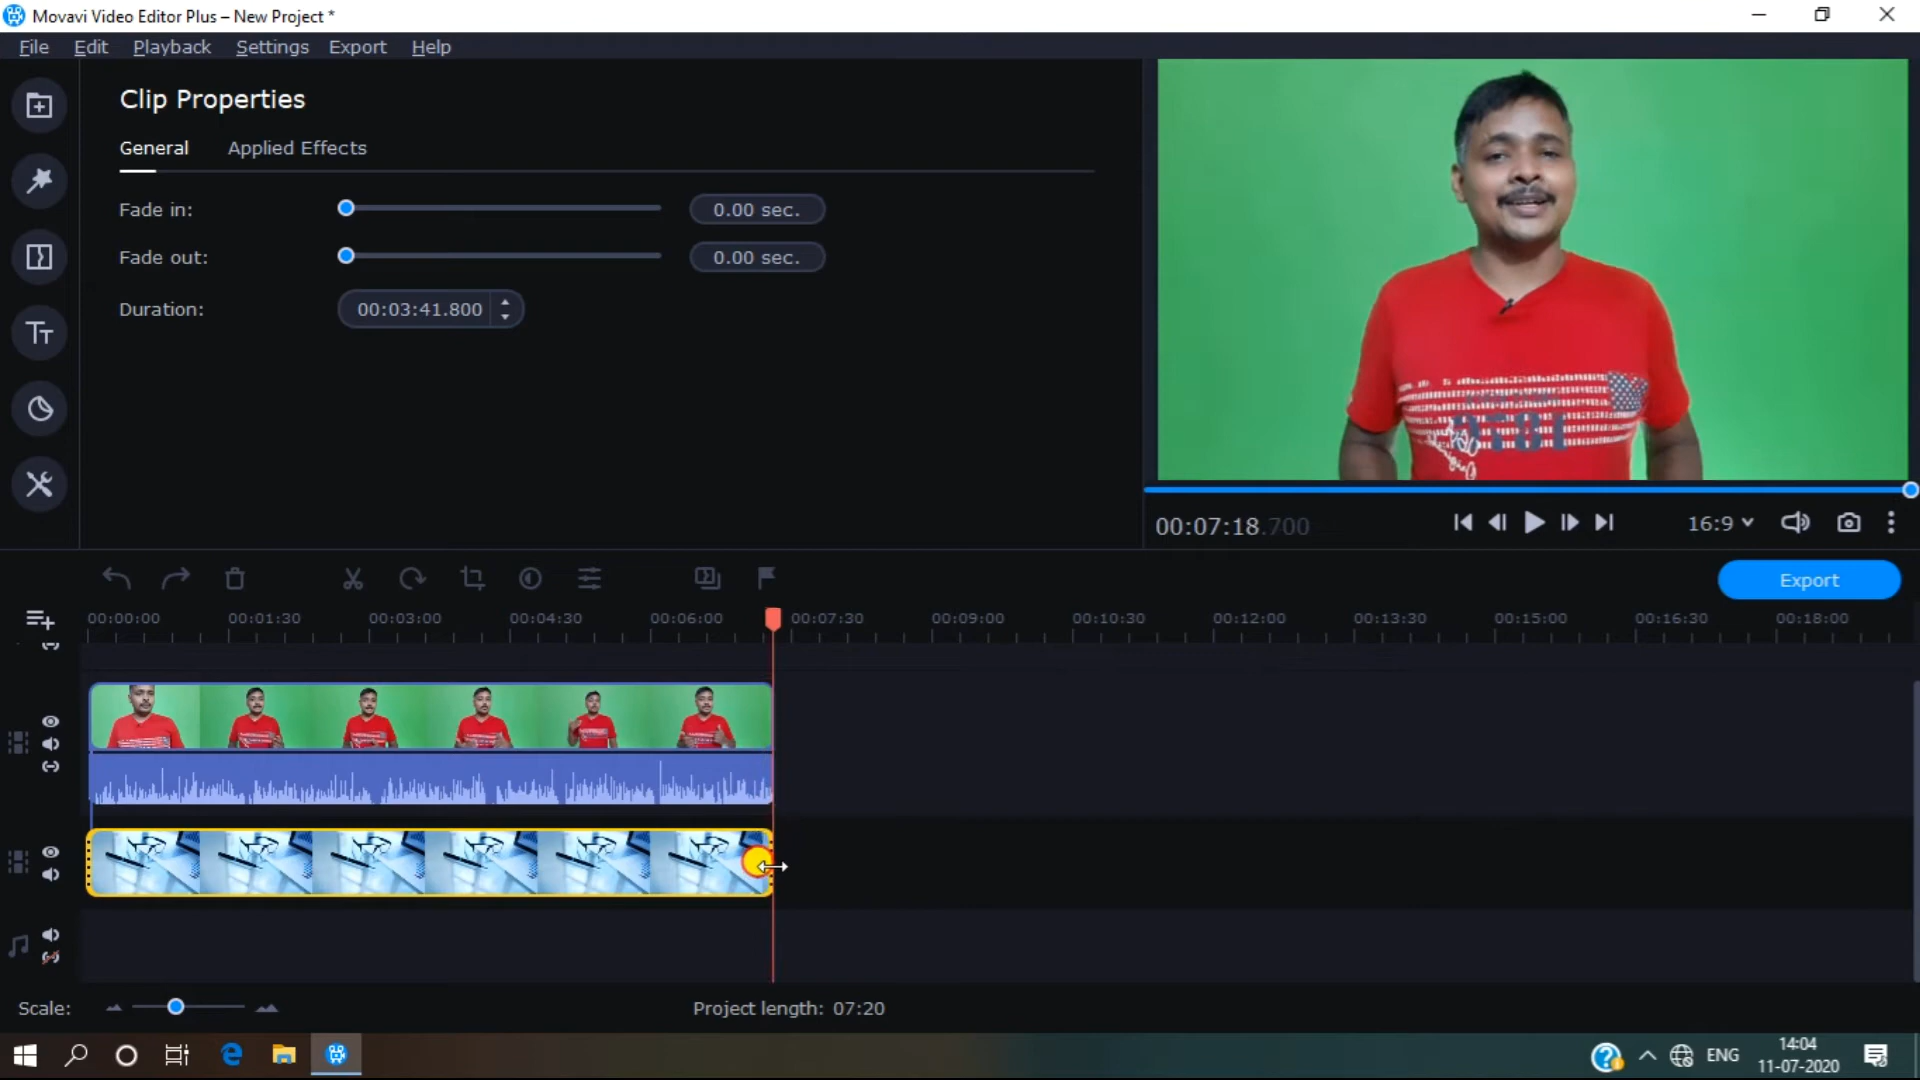 Movavi Video Editor Plus – New Project *
File Edit Playback Settings Export Help
Clip Properties
General Applied Effects
Fade in: 0.00 sec.
Fade out: 0.00 sec.
Duration: 00:03:41.800
00:07:18.700
16:9
Export
00:00:00 00:01:30 00:03:00 00:04:30 00:06:00 00:07:30 00:09:00 00:10:30 00:12:00 00:13:30 00:15:00 00:16:30 00:18:00
Scale:
Project length: 07:20
ENG
14:04
11-07-2020